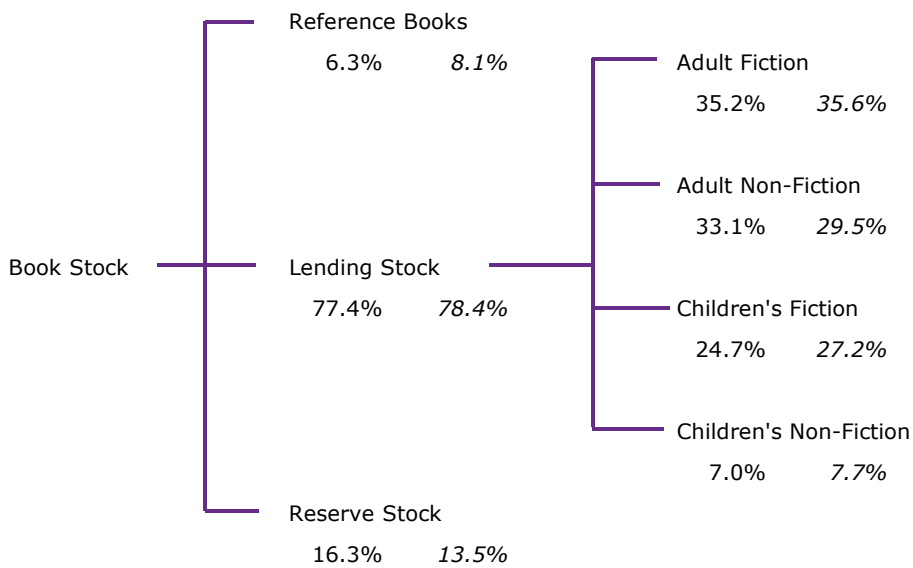 Reference Books
6.3% 8.1%
Adult Fiction
35.2% 35.6%
Adult Non-Fiction
33.1% 29.5%
Book Stock
Lending Stock
77.4% 78.4%
Children's Fiction
24.7% 27.2%
Children's Non-Fiction
7.0% 7.7%
Reserve Stock
16.3% 13.5%